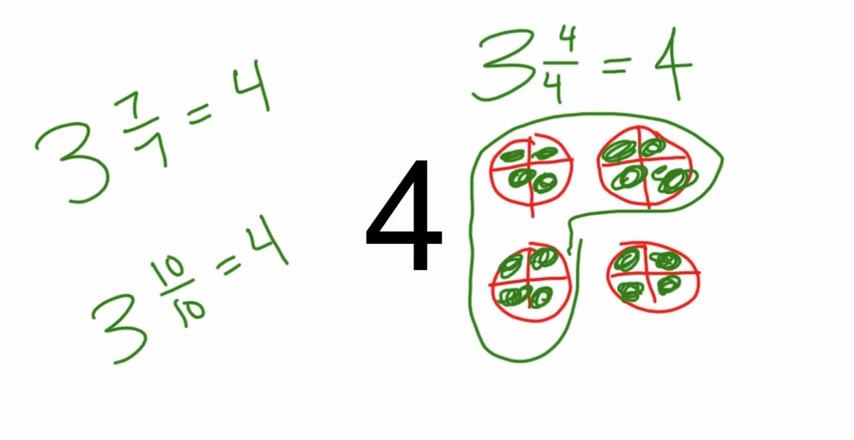 3 4/4 = 4
3 7/7 = 4
4
3 10/10 = 4